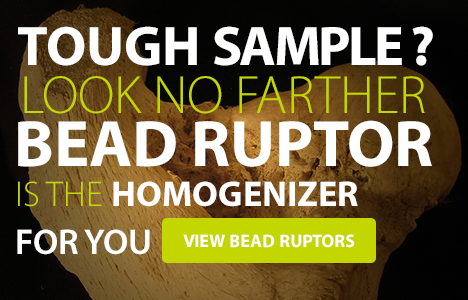 TOUGH SAMPLE ?
LOOK NO FARTHER
BEAD RUPTOR
IS THE HOMOGENIZER
FOR YOU VIEW BEAD RUPTORS